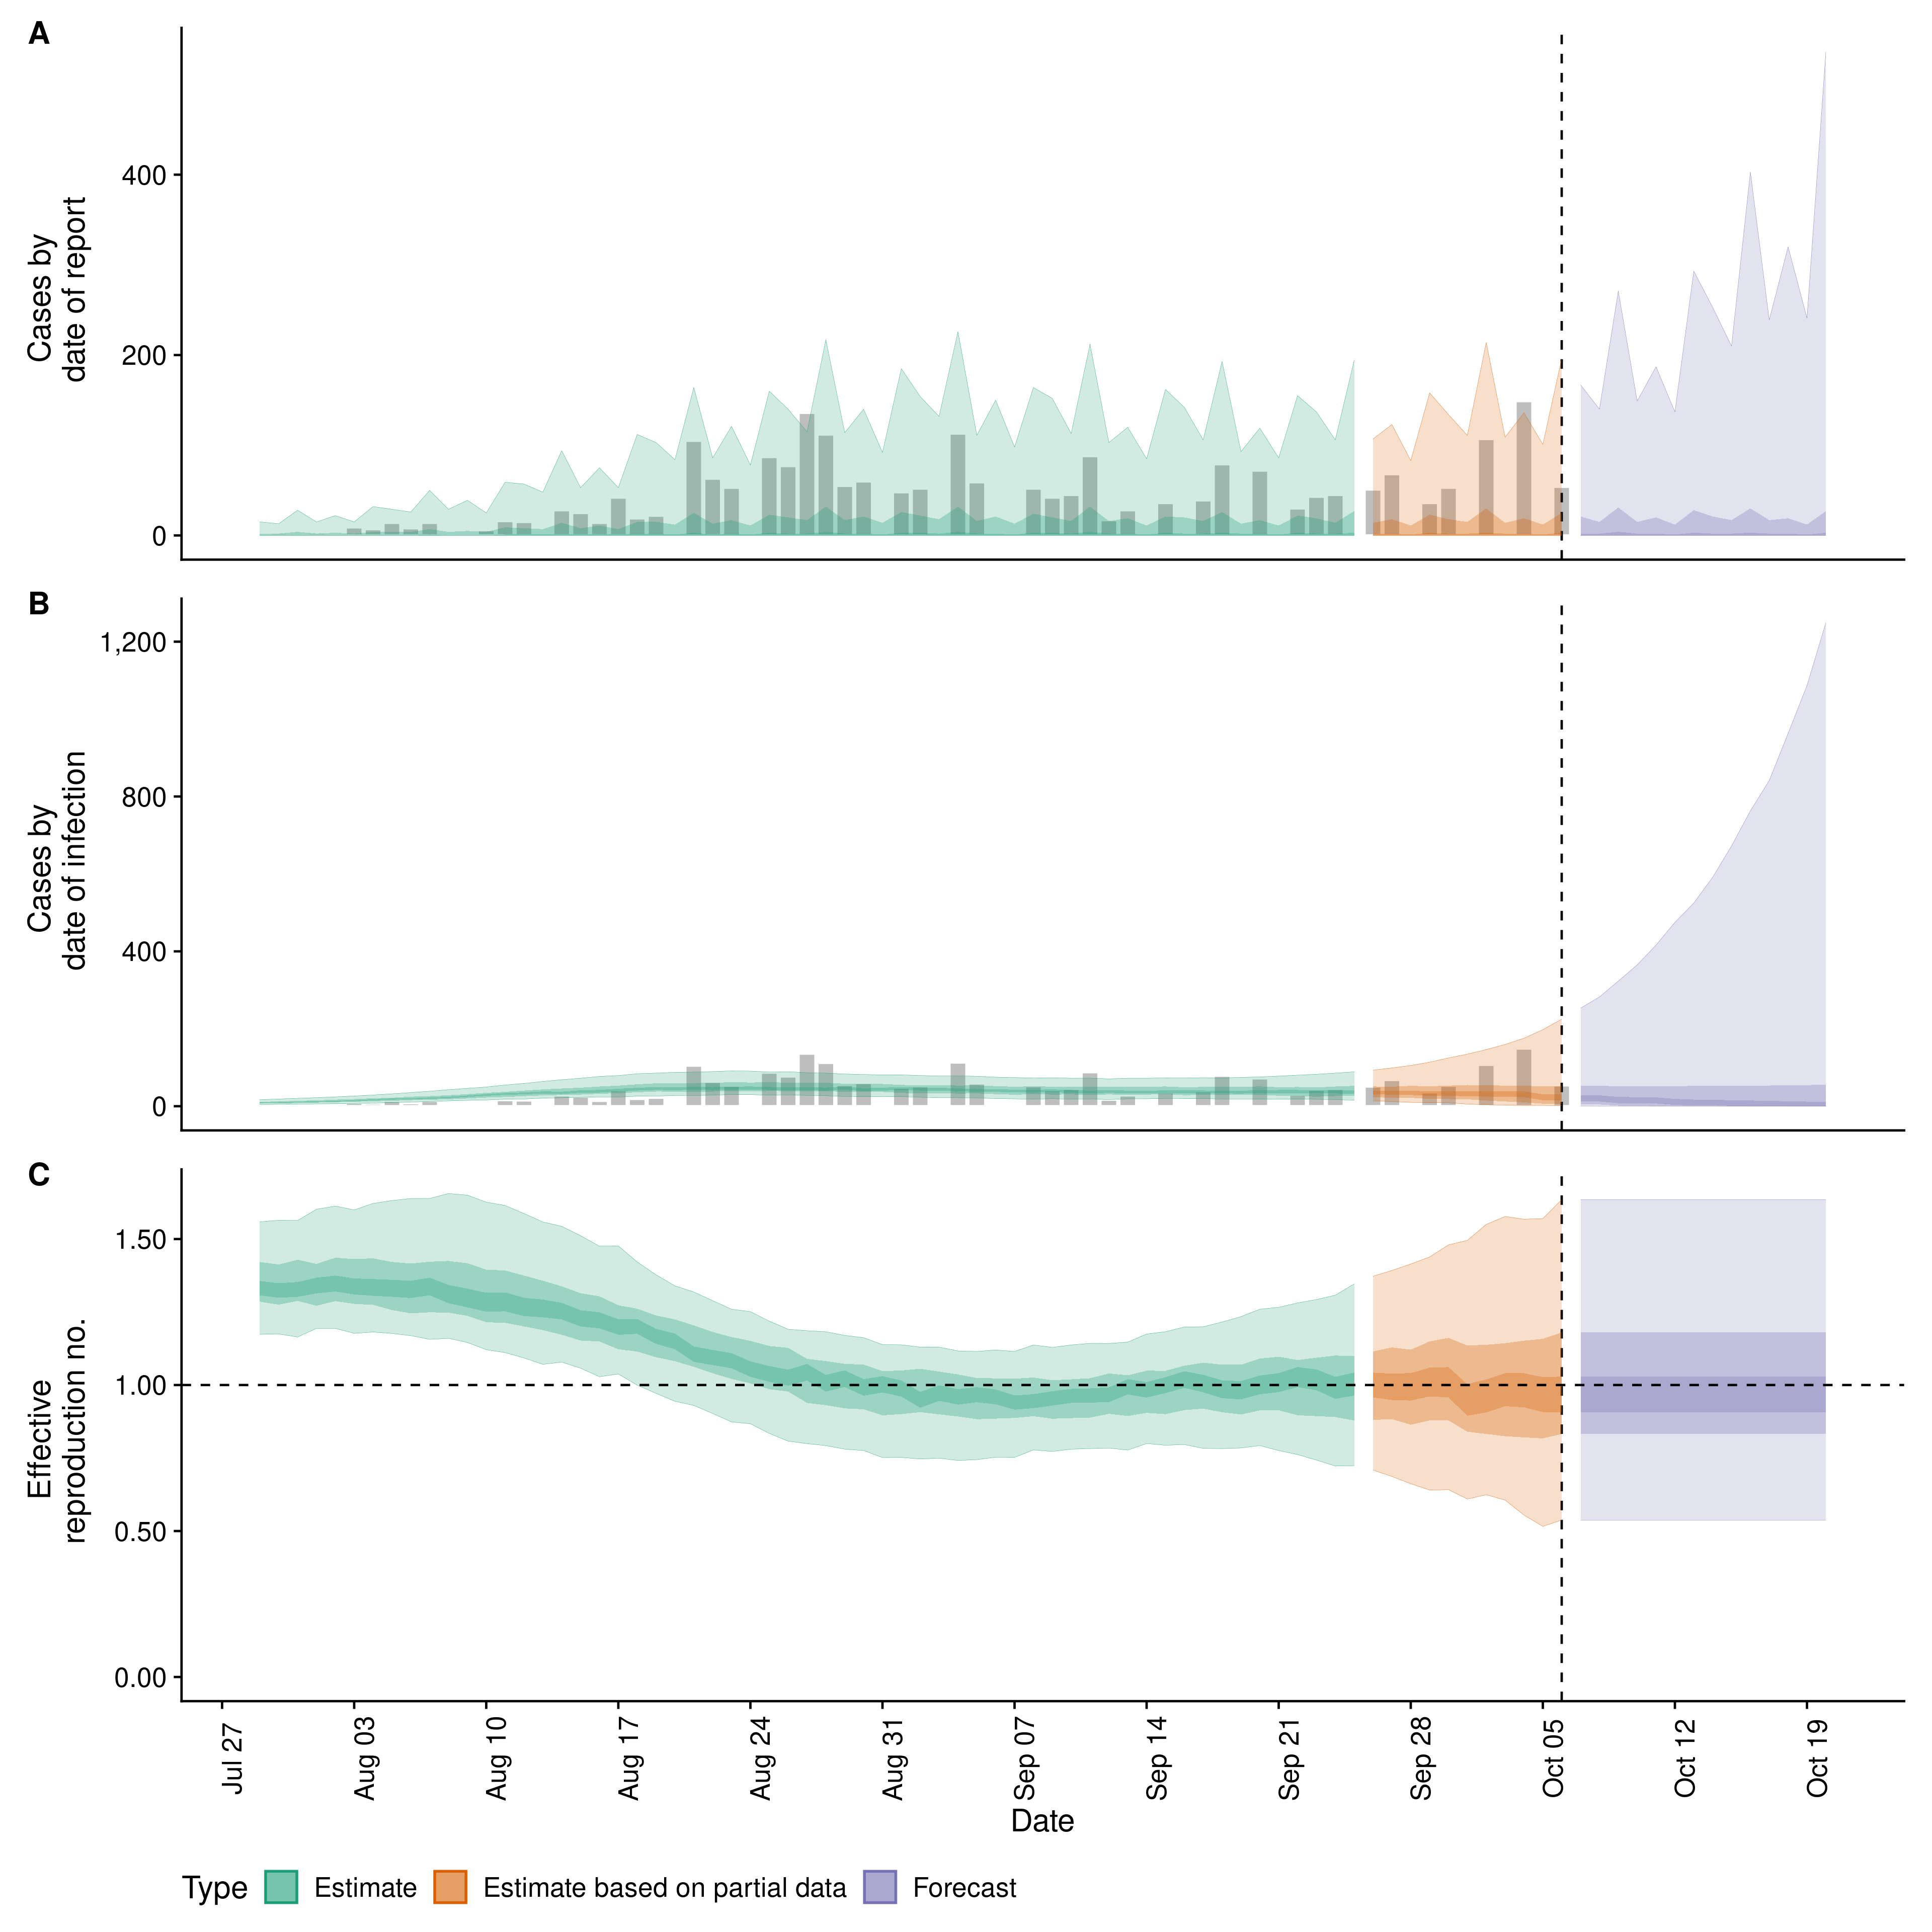 A
Cases by
date of report
400
200
0
B
Cases by
date of infection
1,200
800
400
0
C
Effective
reproduction no.
1.50
1.00
0.50
0.00
Jul 27
Aug 03
Aug 10
Aug 17
Aug 24
Aug 31
Sep 07
Sep 14
Sep 21
Sep 28
Oct 05
Oct 12
Oct 19
Date
Type
Estimate
Estimate based on partial data
Forecast